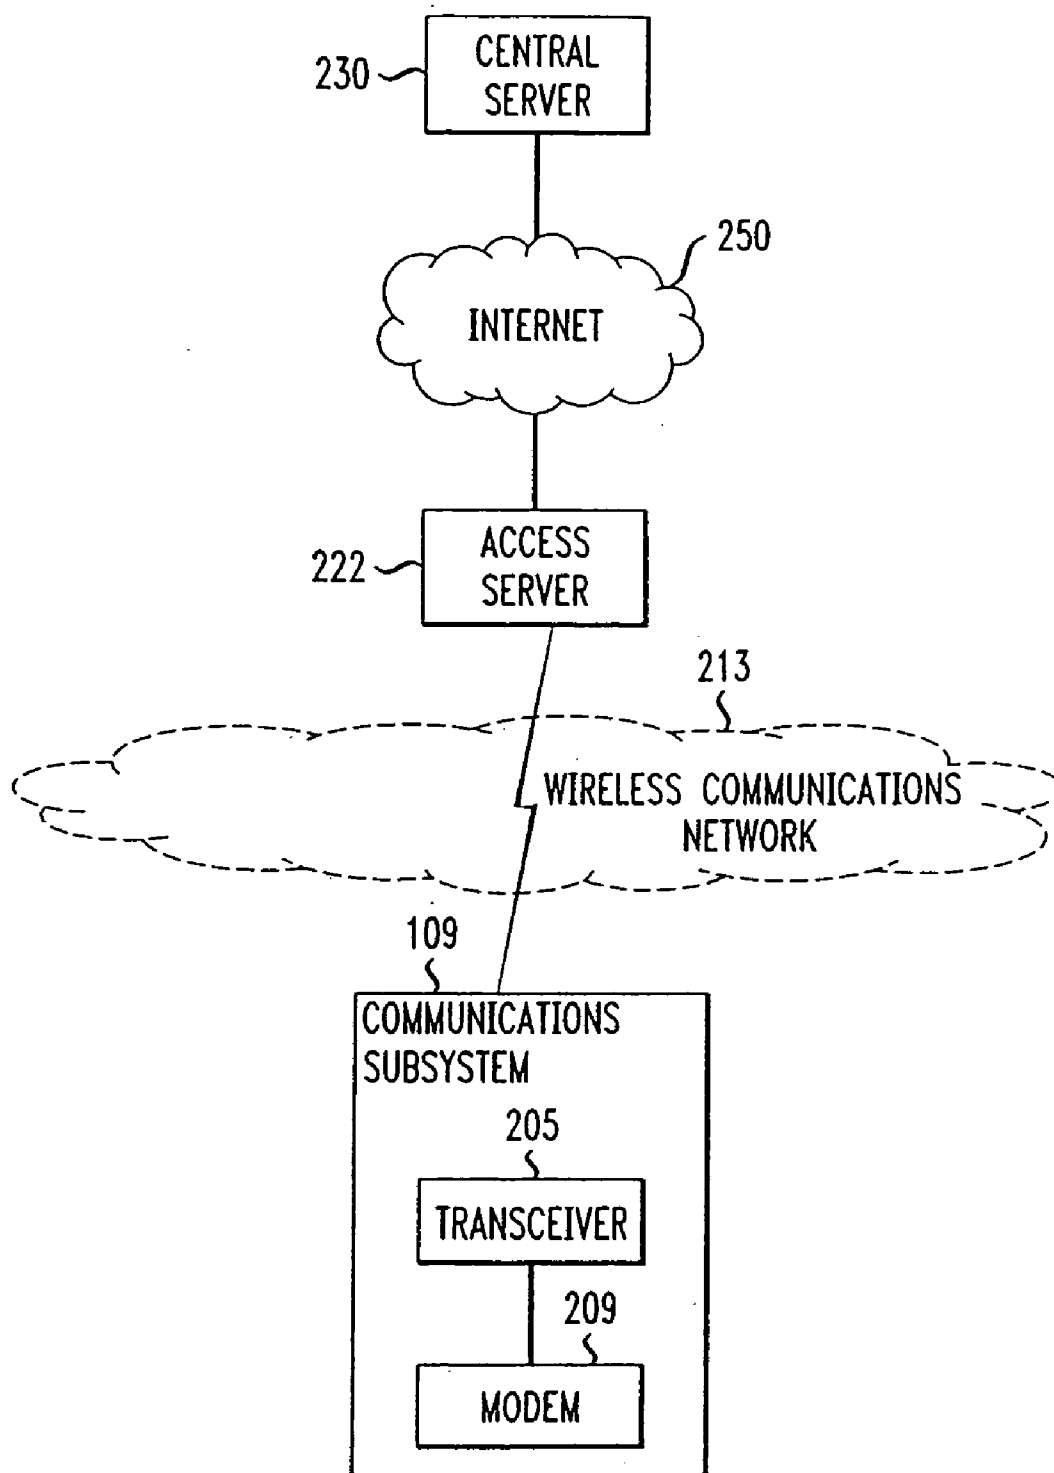 CENTRAL
SERVER
230
250
INTERNET
ACCESS
SERVER
222
213
WIRELESS COMMUNICATIONS
NETWORK
109
COMMUNICATIONS
SUBSYSTEM
205
TRANSCEIVER
209
MODEM